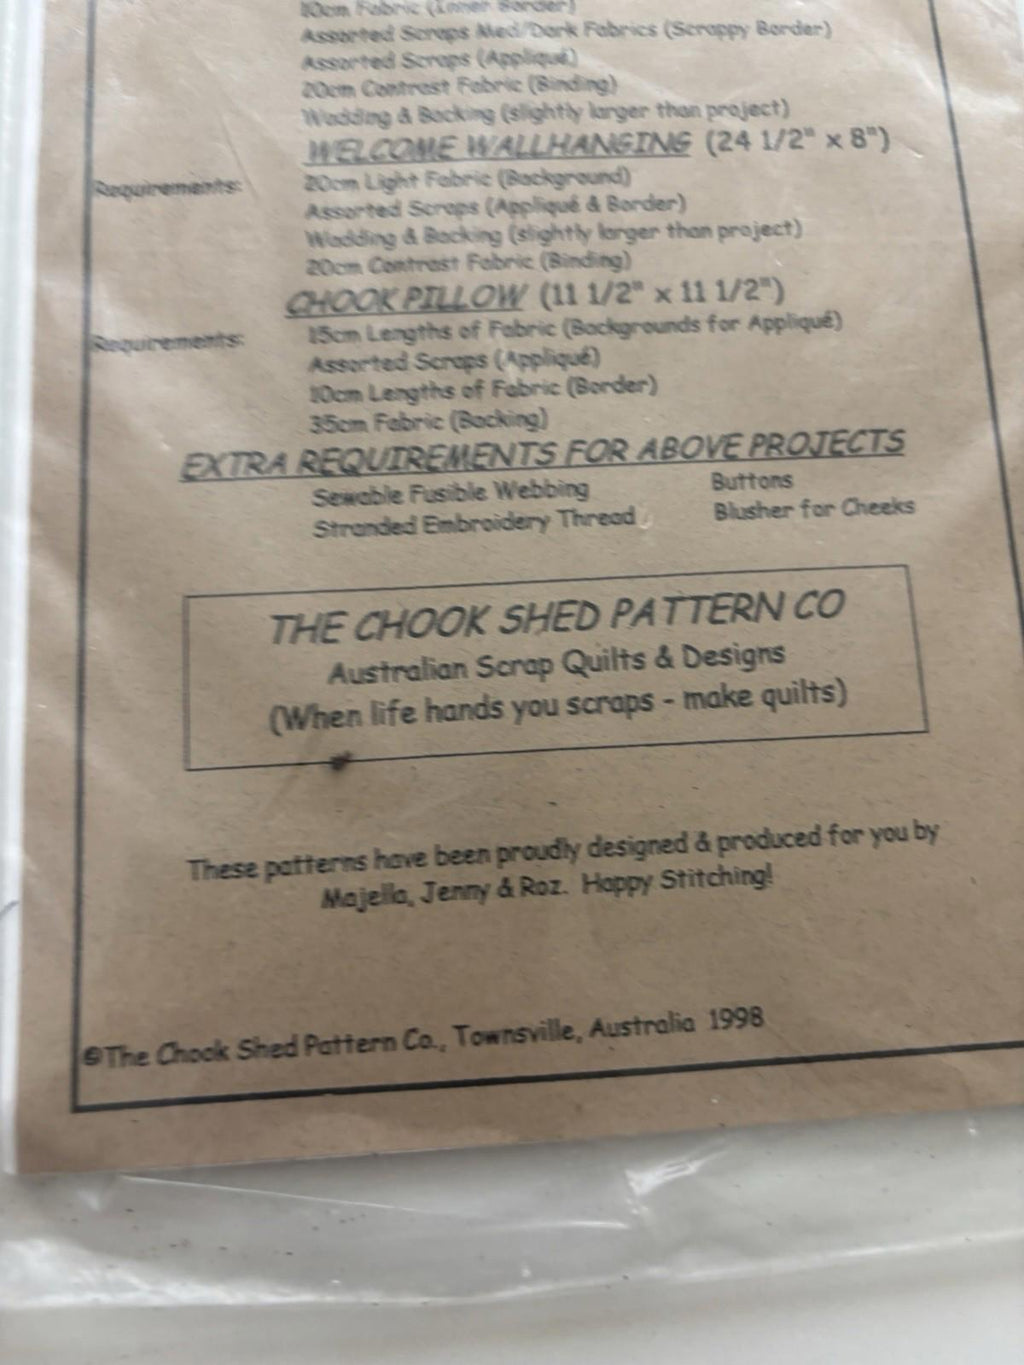 10cm Fabric (Inner Border)
Assorted Scraps Med/Dark Fabrics (Scrappy Border)
Assorted Scraps (Appliqué)
20cm Contrast Fabric (Binding)
Wadding & Backing (slightly larger than project)
WELCOME WALLHANGING (24 1/2" x 8")
Requirements: 20cm Light Fabric (Background)
Assorted Scraps (Appliqué & Border)
Wadding & Backing (slightly larger than project)
20cm Contrast Fabric (Binding)
CHOOK PILLOW (11 1/2" x 11 1/2")
Requirements: 15cm Lengths of Fabric (Backgrounds for Appliqué)
Assorted Scraps (Appliqué)
10cm Lengths of Fabric (Border)
35cm Fabric (Backing)
EXTRA REQUIREMENTS FOR ABOVE PROJECTS
Sewable Fusible Webbing Buttons
Stranded Embroidery Thread Blusher for Cheeks
THE CHOOK SHED PATTERN CO
Australian Scrap Quilts & Designs
(When life hands you scraps - make quilts)
These patterns have been proudly designed & produced for you by
Majella, Jenny & Roz. Happy Stitching!
©The Chook Shed Pattern Co., Townsville, Australia 1998